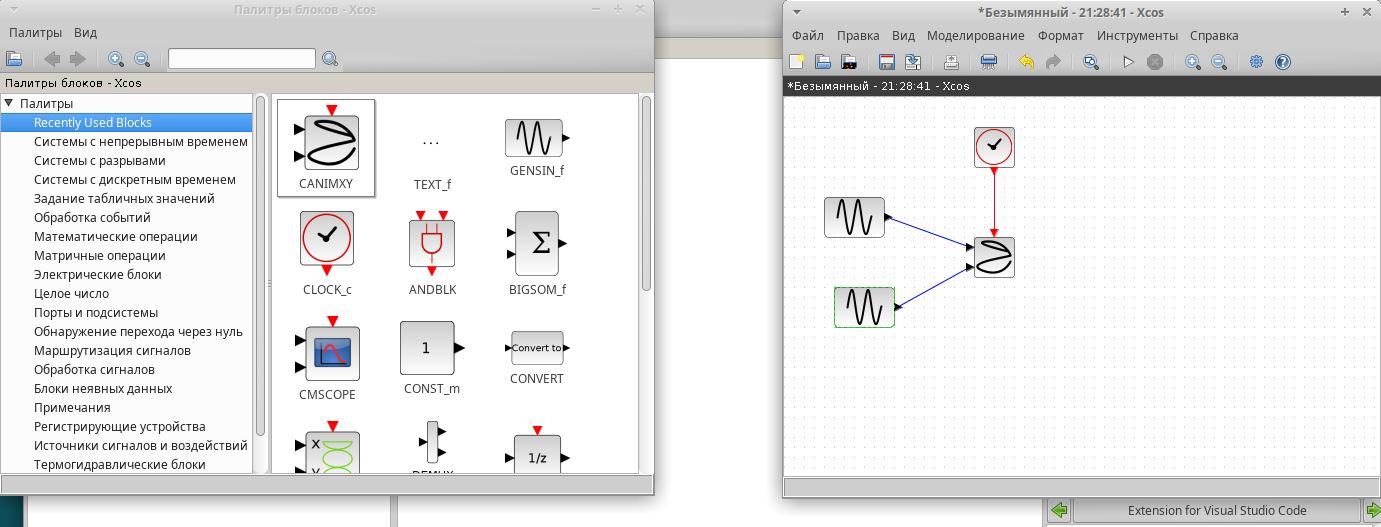 Палитры блоков - Xcos
Палитры Вид
Палитры блоков - Xcos
Палитры
Recently Used Blocks
Системы с непрерывным временем
Системы с разрывами
Системы с дискретным временем
Задание табличных значений
Обработка событий
Математические операции
Матричные операции
Электрические блоки
Целое число
Порты и подсистемы
Обнаружение перехода через нуль
Маршрутизация сигналов
Обработка сигналов
Блоки неявных данных
Примечания
Регистрирующие устройства
Источники сигналов и воздействий
Термогидравлические блоки
...
CANIMXY TEXT_f GENSIN_f
Σ
CLOCK_c ANDBLK BIGSOM_f
1 Convert to
CMSCOPE CONST_m CONVERT
X
1/z
*Безымянный - 21:28:41 - Xcos
Файл Правка Вид Моделирование Формат Инструменты Справка
*Безымянный - 21:28:41 - Xcos
Extension for Visual Studio Code